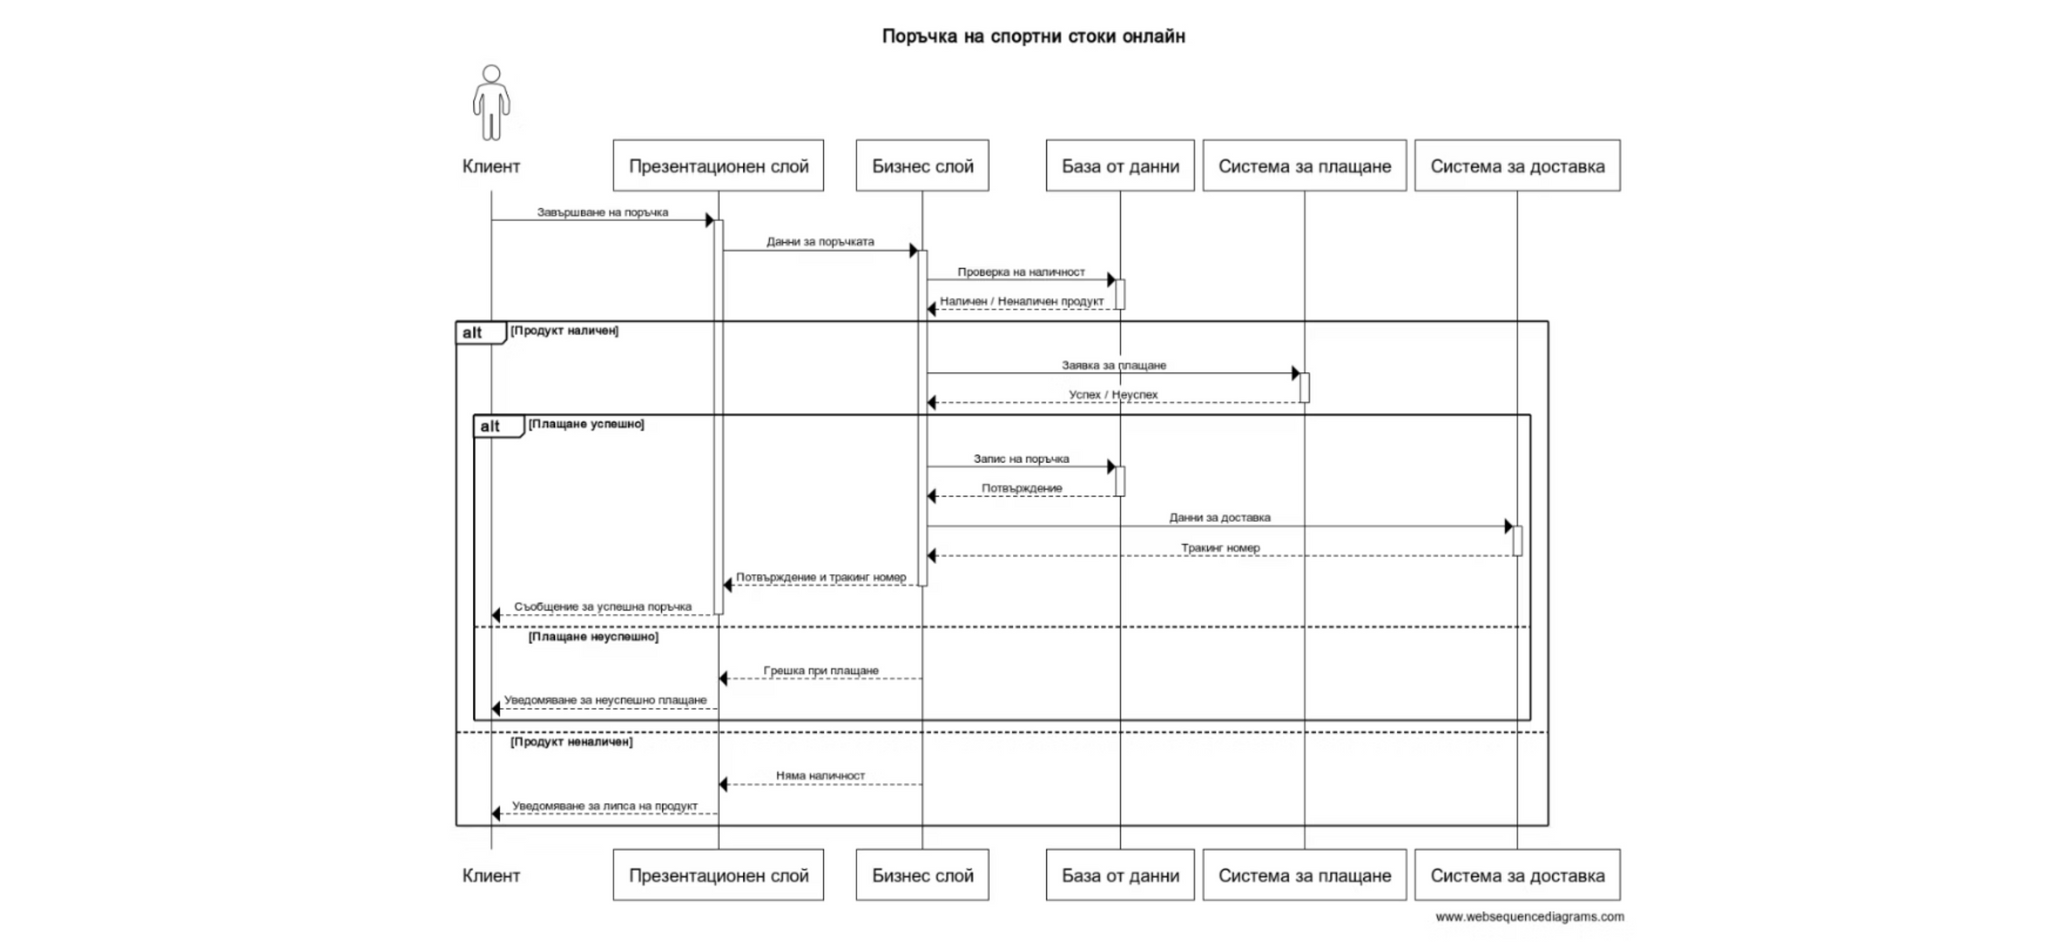 Поръчка на спортни стоки онлайн
Клиент
Презентационен слой
Бизнес слой
База от данни
Система за плащане
Система за доставка
Завършване на поръчка
Данни за поръчката
Проверка на наличност
Наличен / Неналичен продукт
alt [Продукт наличен]
Заявка за плащане
Успех / Неуспех
alt [Плащане успешно]
Запис на поръчка
Потвърждение
Данни за доставка
Тракинг номер
Потвърждение и тракинг номер
Съобщение за успешна поръчка
[Плащане неуспешно]
Грешка при плащане
Уведомяване за неуспешно плащане
[Продукт неналичен]
Няма наличност
Уведомяване за липса на продукт
Клиент
Презентационен слой
Бизнес слой
База от данни
Система за плащане
Система за доставка
www.websequencediagrams.com